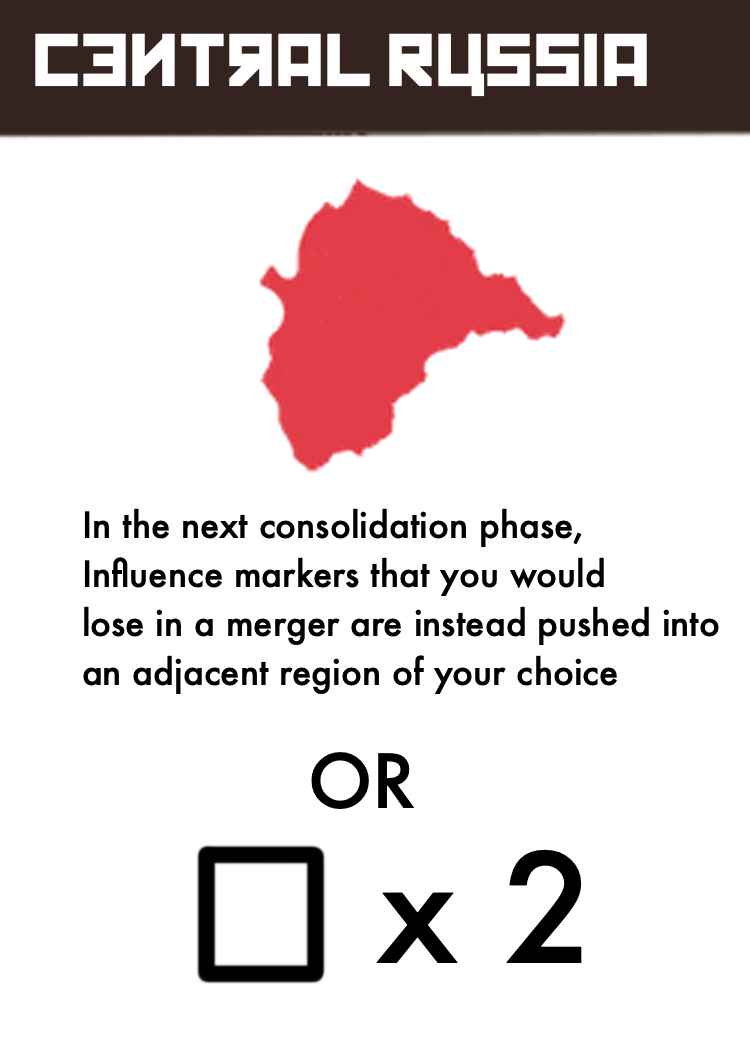 CENTRAL RUSSIA
In the next consolidation phase,
Influence markers that you would
lose in a merger are instead pushed into
an adjacent region of your choice
OR
x 2